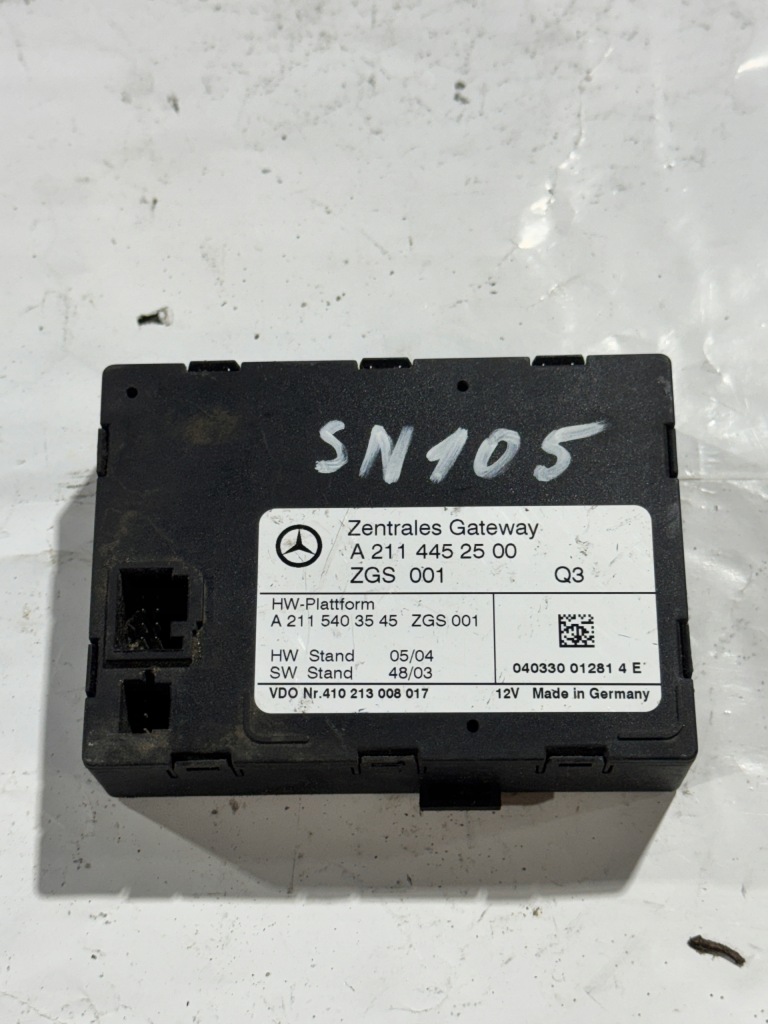 SN105
Zentrales Gateway
A 211 445 25 00
ZGS 001 Q3
HW-Plattform
A 211 540 35 45 ZGS 001
HW Stand 05/04
SW Stand 48/03
040330 01281 4 E
VDO Nr.410 213 008 017 12V Made in Germany